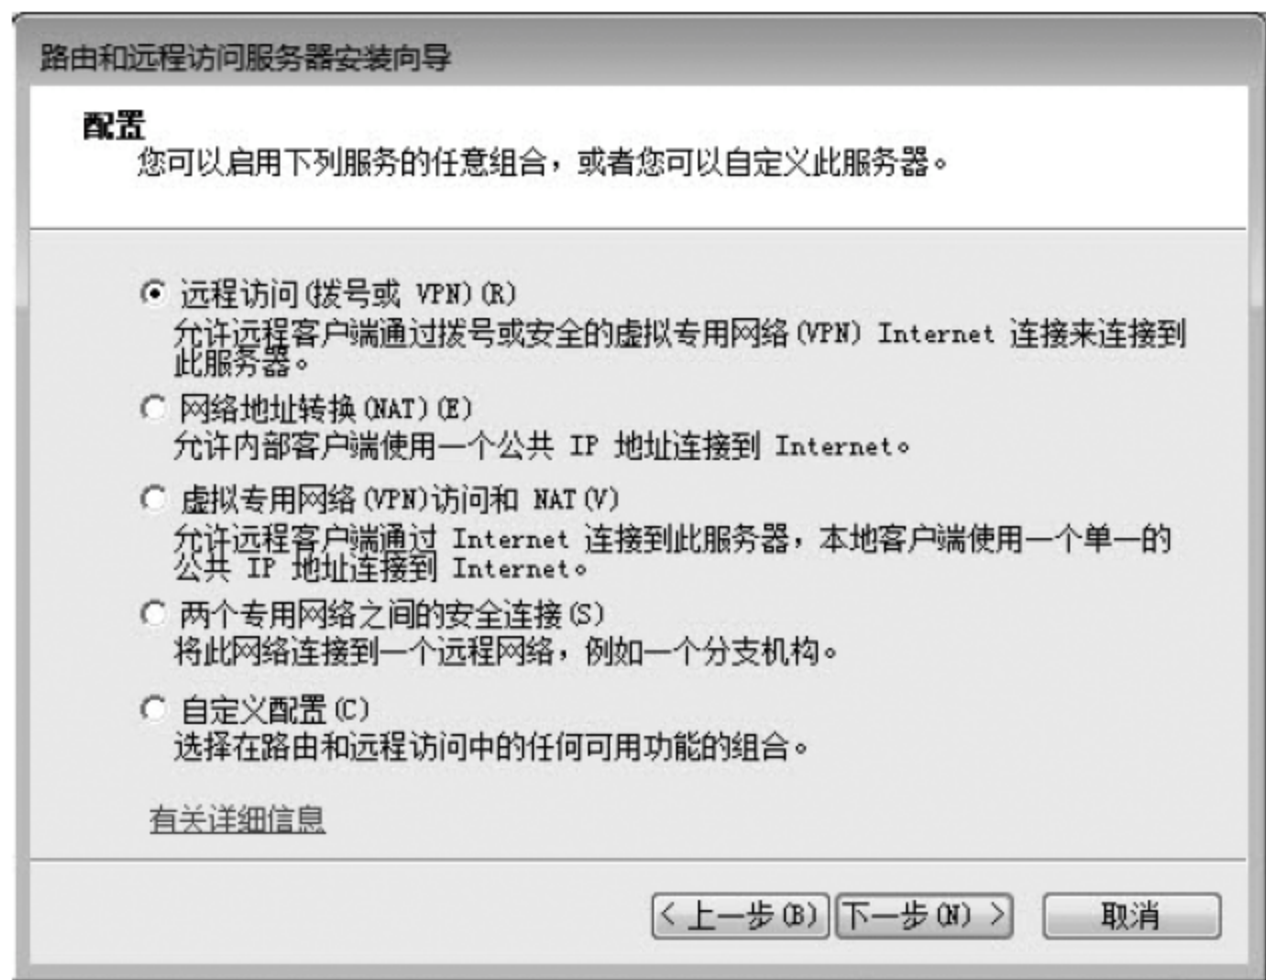 路由和远程访问服务器安装向导
配置
您可以启用下列服务的任意组合，或者您可以自定义此服务器。
远程访问(拨号或 VPN)(R)
允许远程客户端通过拨号或安全的虚拟专用网络(VPN) Internet 连接来连接到
此服务器。
网络地址转换(NAT)(E)
允许内部客户端使用一个公共 IP 地址连接到 Internet。
虚拟专用网络(VPN)访问和 NAT(V)
允许远程客户端通过 Internet 连接到此服务器，本地客户端使用一个单一的
公共 IP 地址连接到 Internet。
两个专用网络之间的安全连接(S)
将此网络连接到一个远程网络，例如一个分支机构。
自定义配置(C)
选择在路由和远程访问中的任何可用功能的组合。
有关详细信息
< 上一步(B) 下一步(N) > 取消